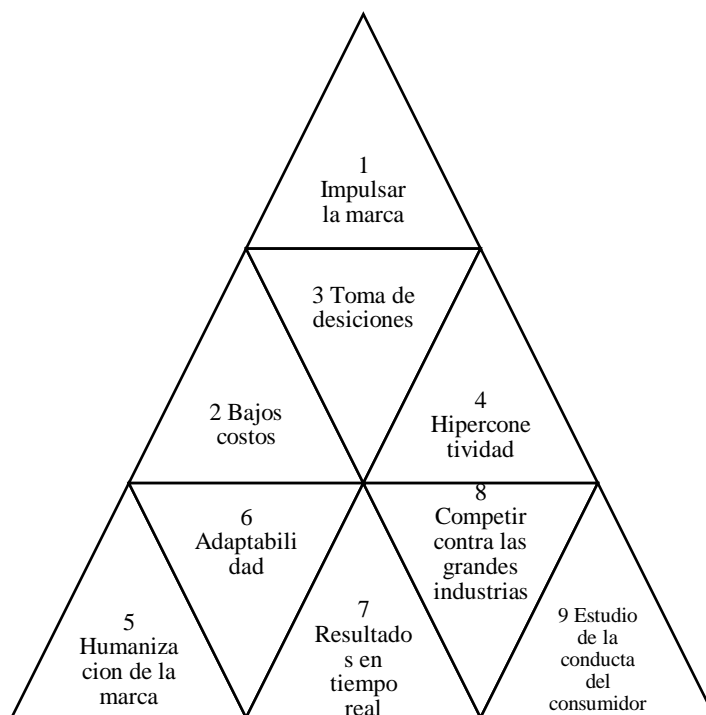 1
Impulsar
la marca
3 Toma de
desiciones
2 Bajos
costos
4
Hipercone
tividad
6
Adaptabili
dad
8
Competir
contra las
grandes
industrias
5
Humaniza
cion de la
marca
7
Resultado
s en
tiempo
real
9 Estudio
de la
conducta
del
consumidor